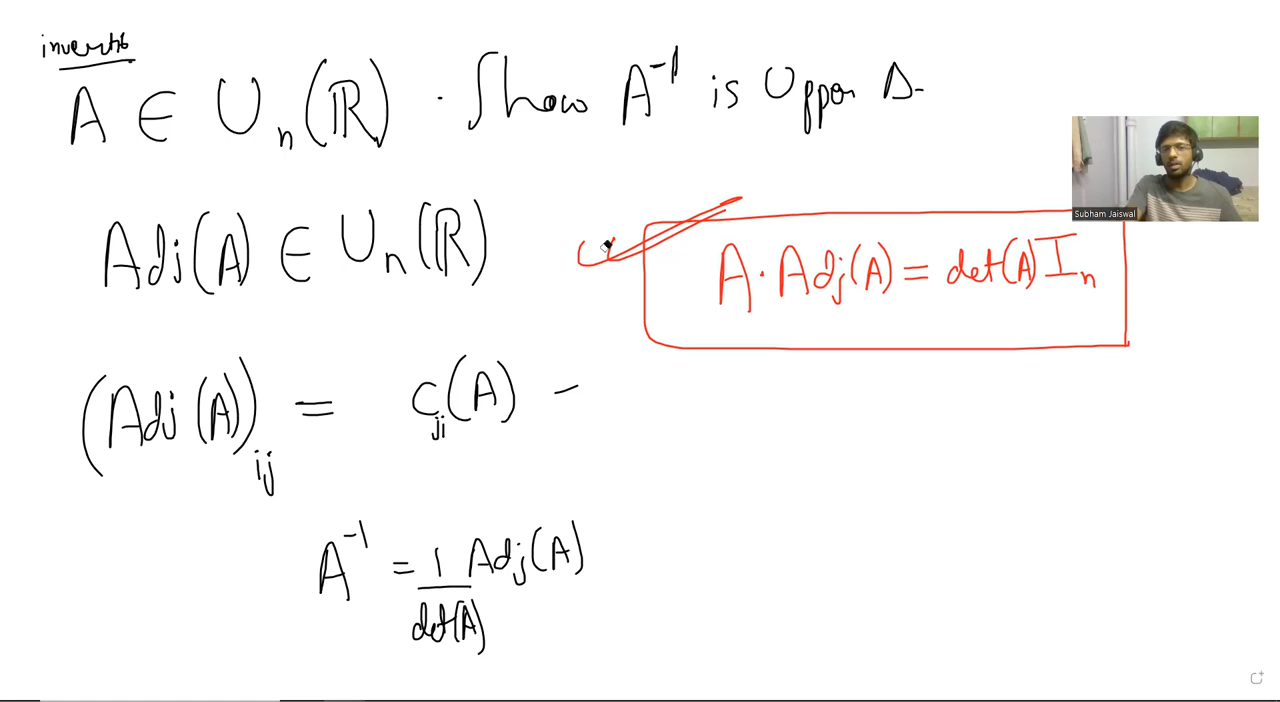 invertib
A ∈ Uₙ(ℝ) . Show A⁻¹ is Upper Δ.
Subham Jaiswal
Adj(A) ∈ Uₙ(ℝ)
A · Adj(A) = det(A) Iₙ
(Adj(A))ᵢⱼ = Cⱼᵢ(A) –
A⁻¹ = 1/det(A) Adj(A)